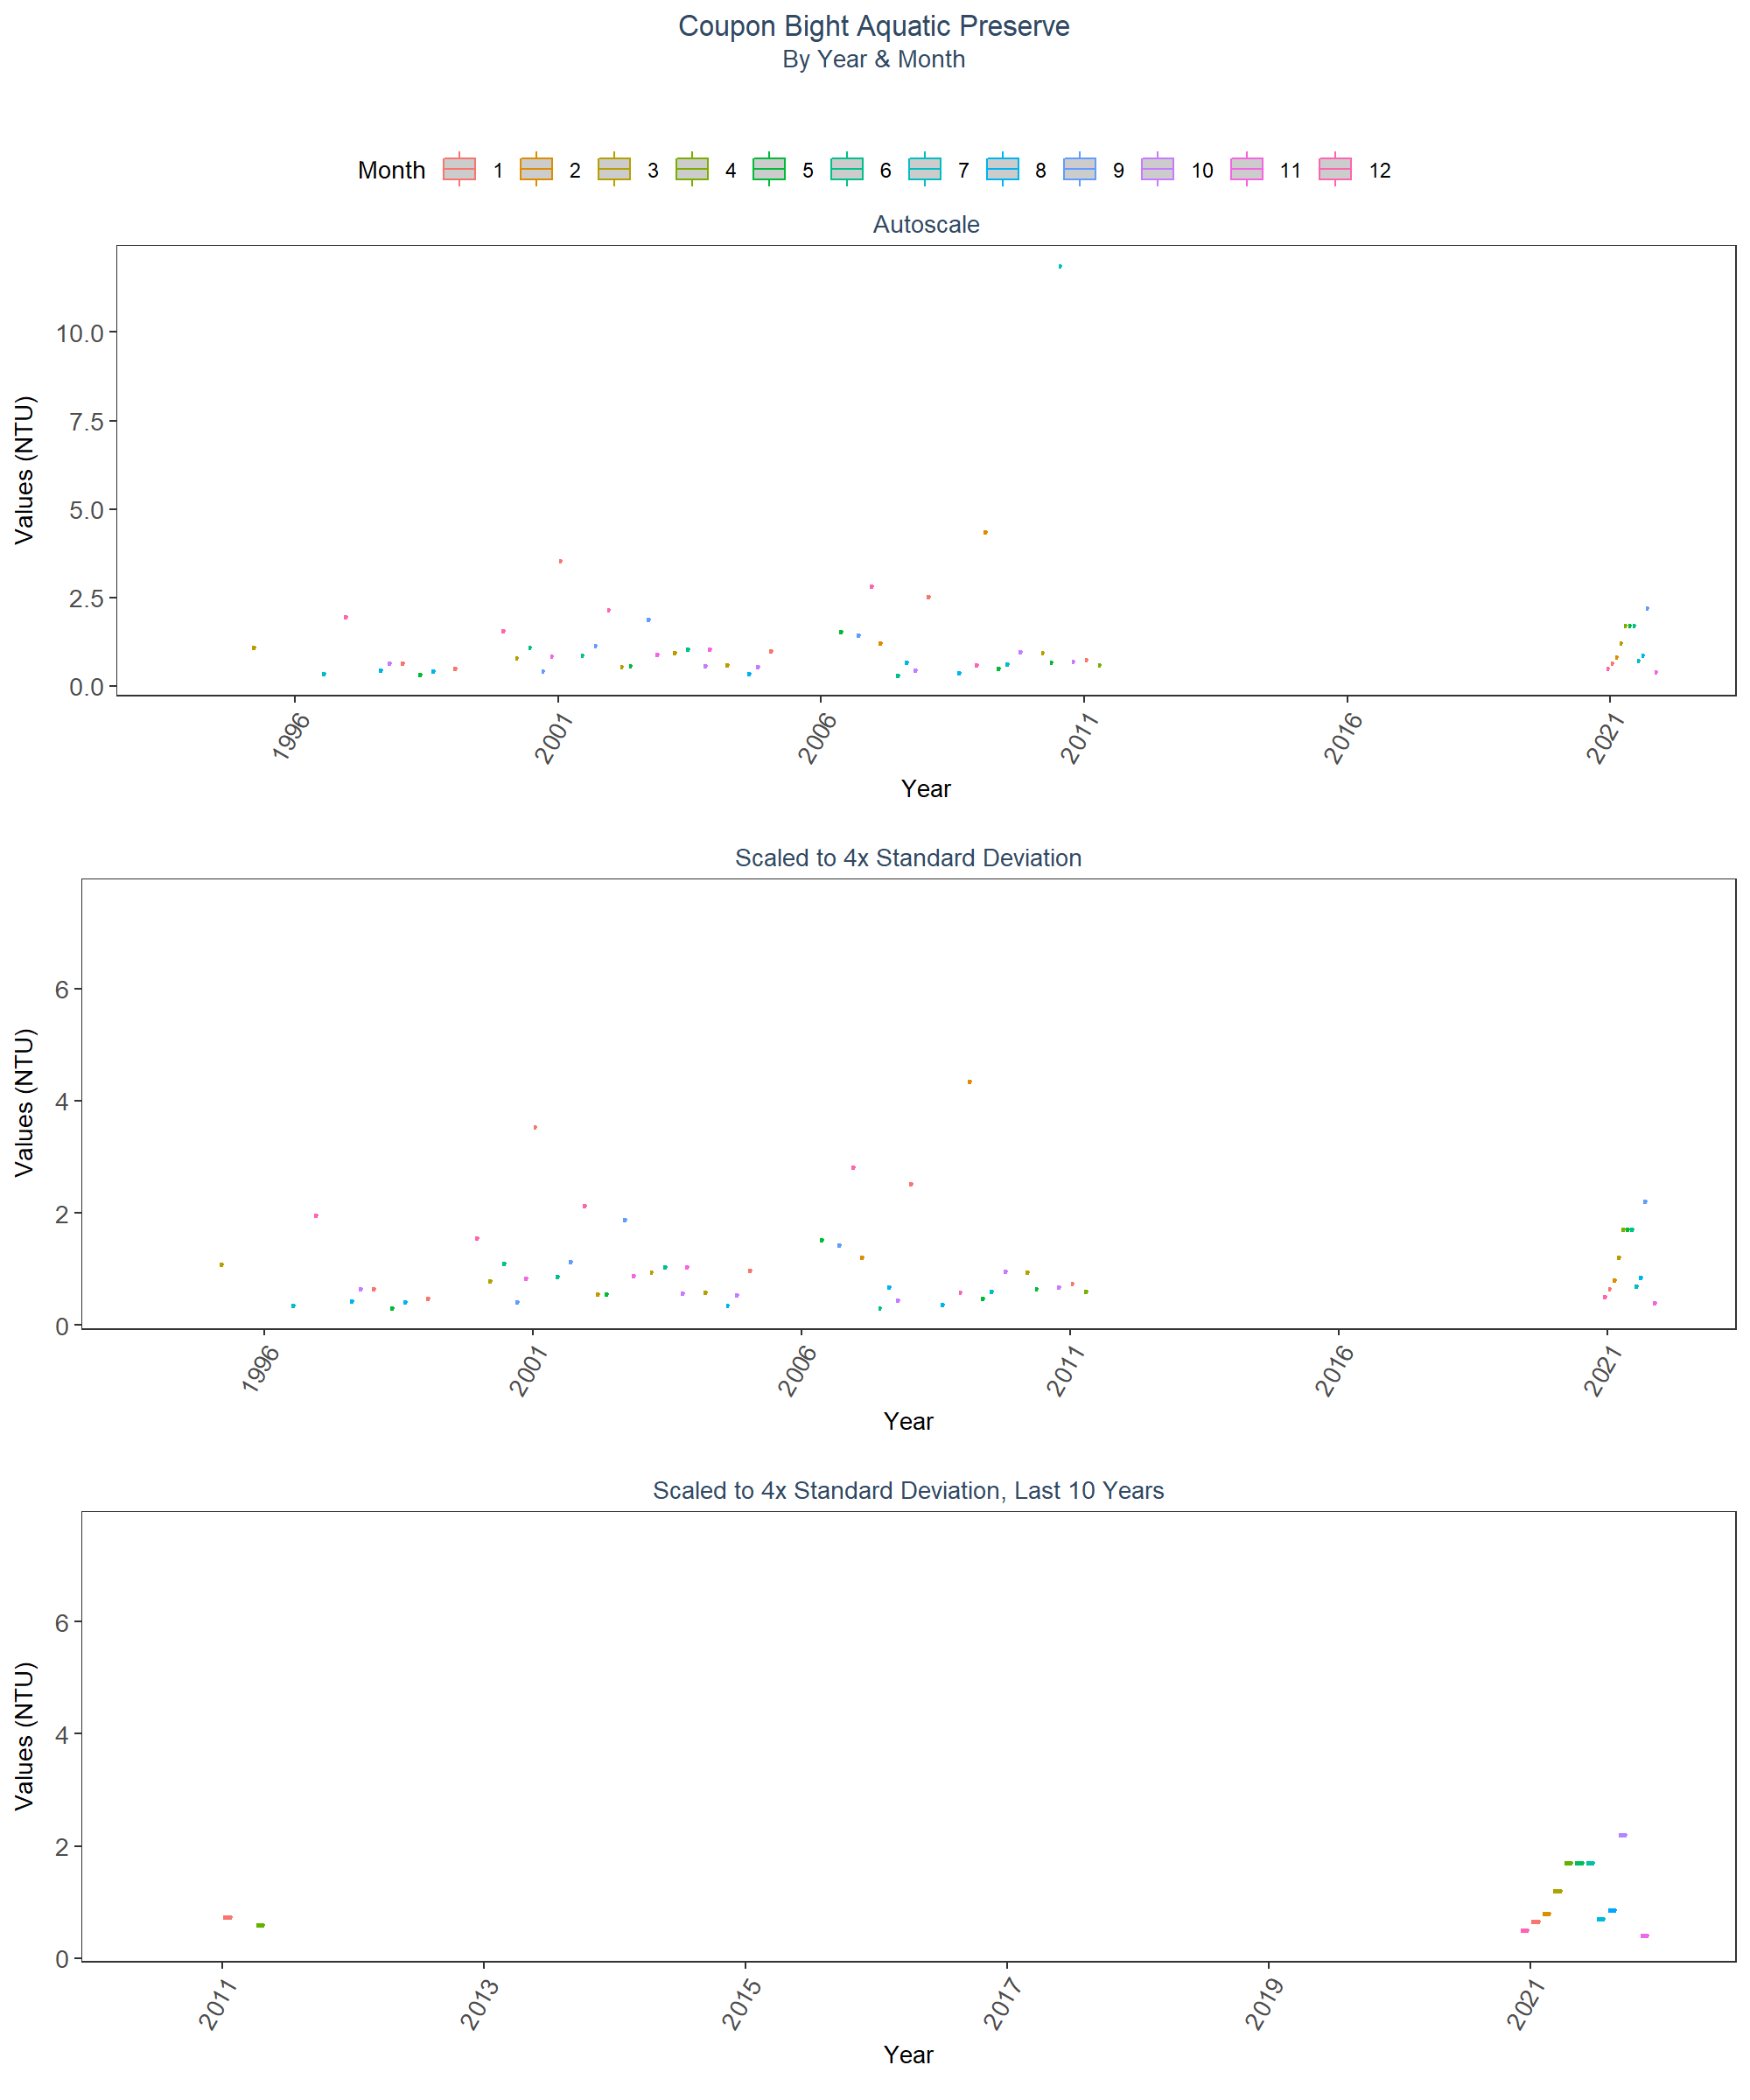 Coupon Bight Aquatic Preserve
By Year & Month
Month 1 2 3 4 5 6 7 8 9 10 11 12
Autoscale
Values (NTU)
10.0
7.5
5.0
2.5
0.0
1996 2001 2006 2011 2016 2021
Year
Scaled to 4x Standard Deviation
Values (NTU)
6
4
2
0
1996 2001 2006 2011 2016 2021
Year
Scaled to 4x Standard Deviation, Last 10 Years
Values (NTU)
6
4
2
0
2011 2013 2015 2017 2019 2021
Year